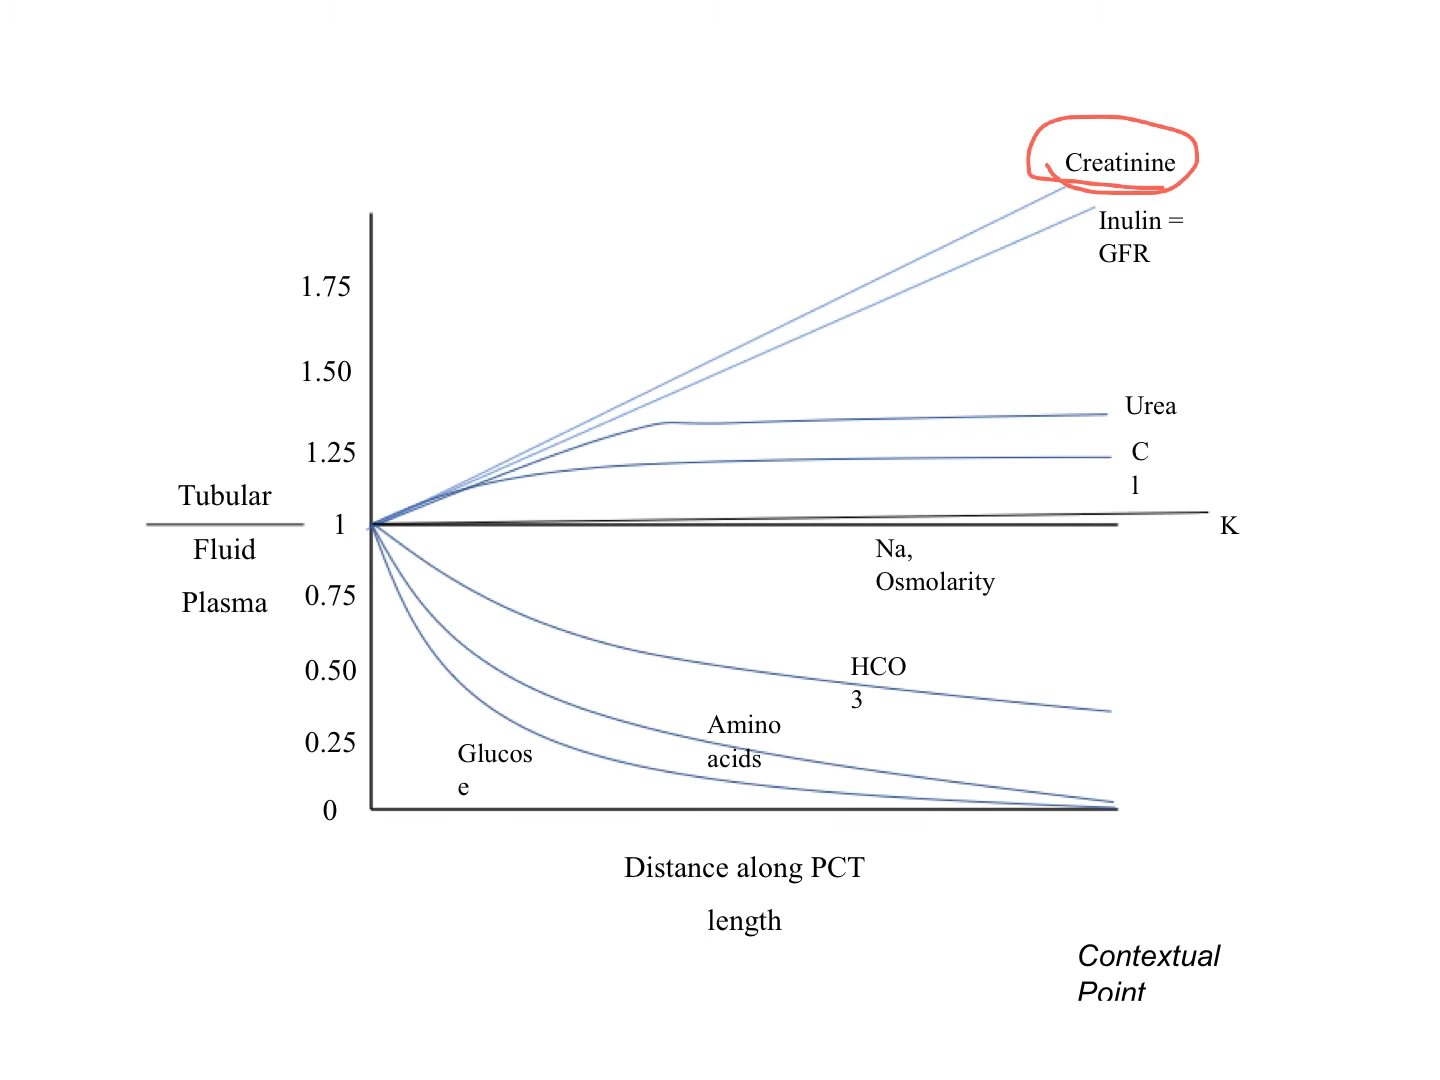 Creatinine
Inulin =
GFR
1.75
1.50
Urea
1.25
C
l
Tubular
1
K
Fluid
Na,
Osmolarity
Plasma
0.75
0.50
HCO
3
Amino
acids
0.25
Glucos
e
0
Distance along PCT
length
Contextual
Point